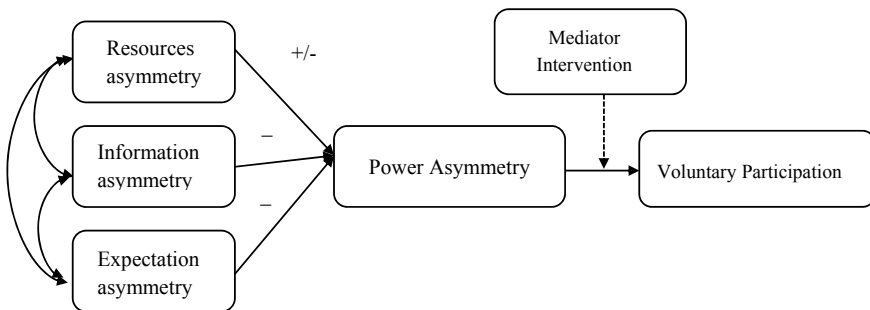 Resources
asymmetry
+/-
Mediator
Intervention
Information
asymmetry
–
Power Asymmetry
Voluntary Participation
–
Expectation
asymmetry